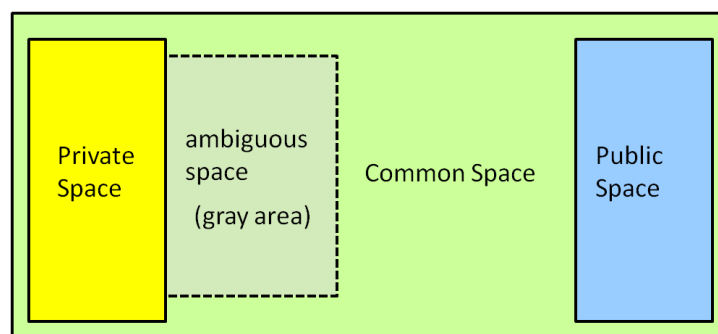 Private
Space
ambiguous
space
(gray area)
Common Space
Public
Space